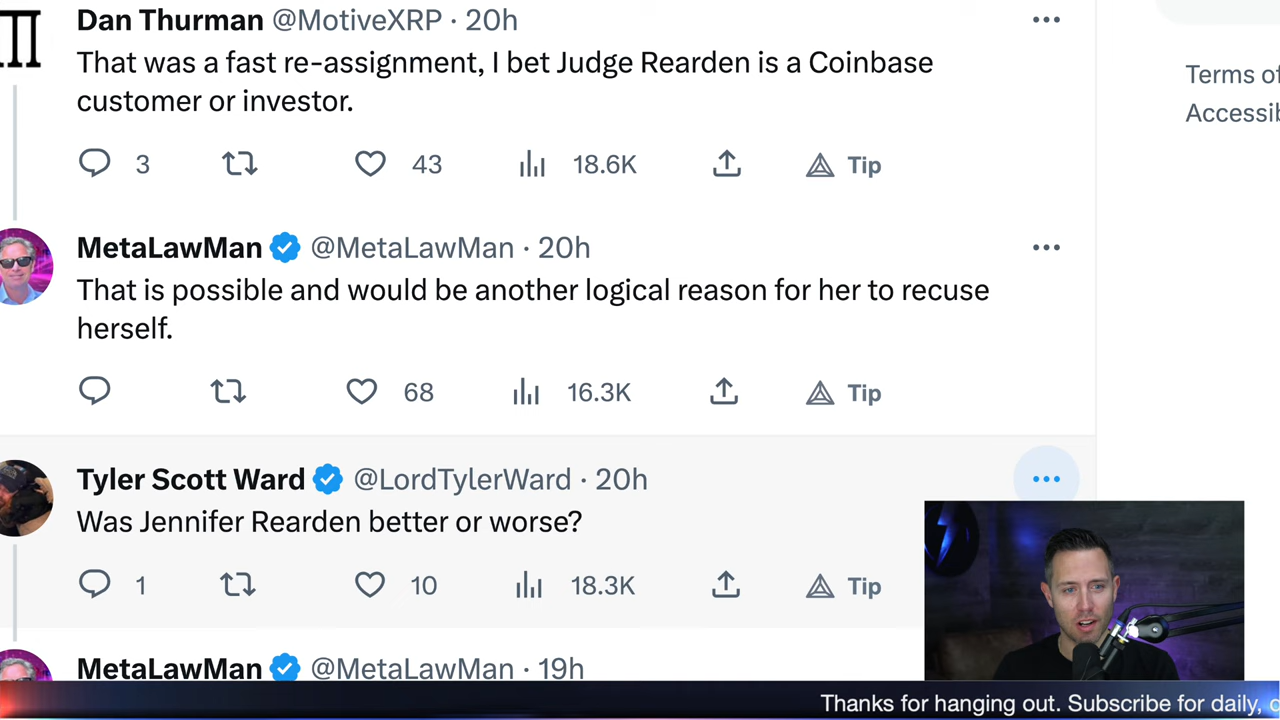 Dan Thurman @MotiveXRP · 20h
That was a fast re-assignment, I bet Judge Rearden is a Coinbase
customer or investor.
3 43 18.6K Tip
MetaLawMan @MetaLawMan · 20h
That is possible and would be another logical reason for her to recuse
herself.
68 16.3K Tip
Tyler Scott Ward @LordTylerWard · 20h
Was Jennifer Rearden better or worse?
1 10 18.3K Tip
MetaLawMan @MetaLawMan · 19h
Terms of
Thanks for hanging out. Subscribe for daily,